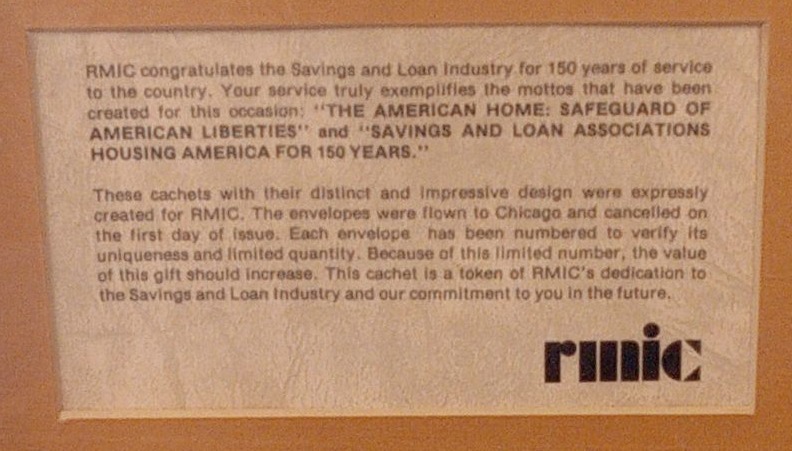 RMIC congratulates the Savings and Loan Industry for 150 years of service
to the country. Your service truly exemplifies the mottos that have been
created for this occasion: "THE AMERICAN HOME: SAFEGUARD OF
AMERICAN LIBERTIES" and "SAVINGS AND LOAN ASSOCIATIONS
HOUSING AMERICA FOR 150 YEARS."
These cachets with their distinct and impressive design were expressly
created for RMIC. The envelopes were flown to Chicago and cancelled on
the first day of issue. Each envelope has been numbered to verify its
uniqueness and limited quantity. Because of this limited number, the value
of this gift should increase. This cachet is a token of RMIC's dedication to
the Savings and Loan Industry and our commitment to you in the future.
rmic